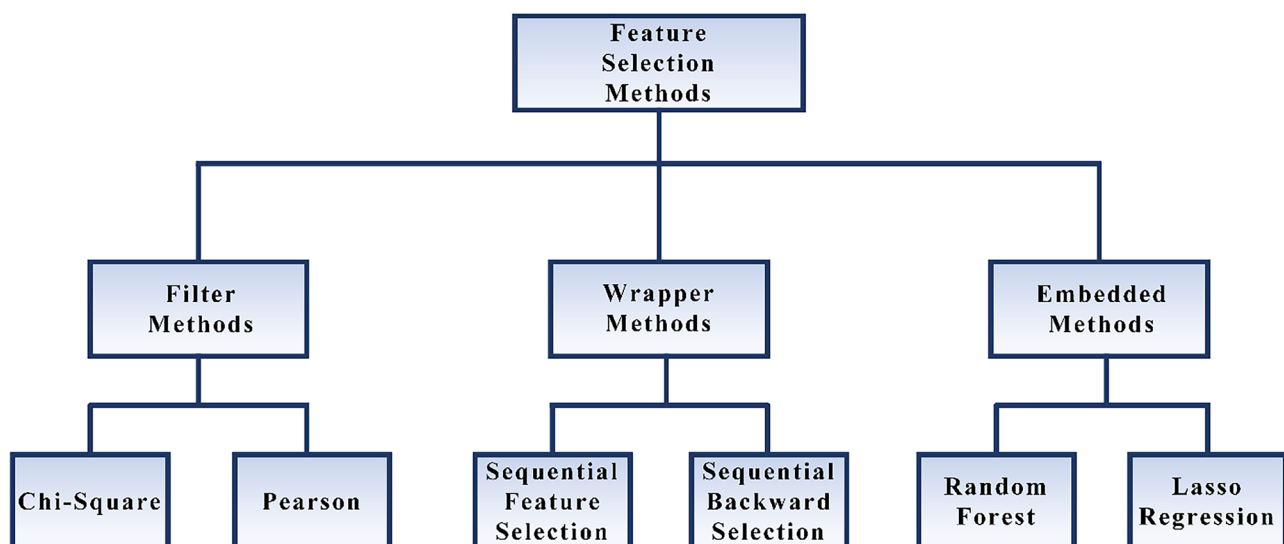 Feature
Selection
Methods
Filter
Methods
Wrapper
Methods
Embedded
Methods
Chi-Square
Pearson
Sequential
Feature
Selection
Sequential
Backward
Selection
Random
Forest
Lasso
Regression